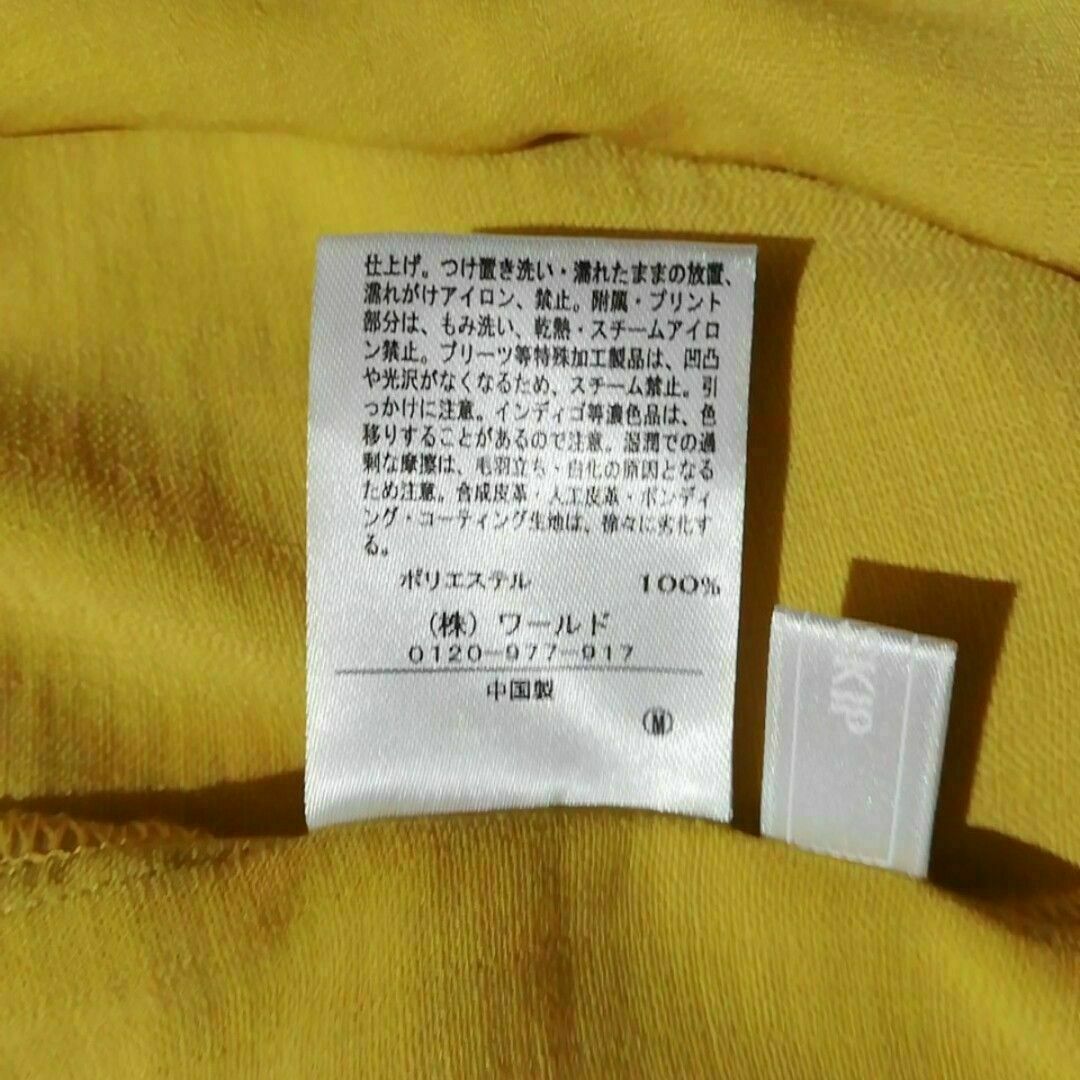 仕上げ。つけ置き洗い・濡れたままの放置、
濡れがけアイロン、禁止。附属・プリント
部分は、もみ洗い、乾熱・スチームアイロ
ン禁止。プリーツ等特殊加工製品は、凹凸
や光沢がなくなるため、スチーム禁止。引
っかけに注意。インディゴ等濃色品は、色
移りすることがあるので注意。湿潤での過
剰な摩擦は、毛羽立ち・白化の原因となる
ため注意。合成皮革・人工皮革・ボンディ
ング・コーティング生地は、徐々に劣化す
る。
ポリエステル 100%
(株) ワールド
0120-977-917
中国製
Ⓜ